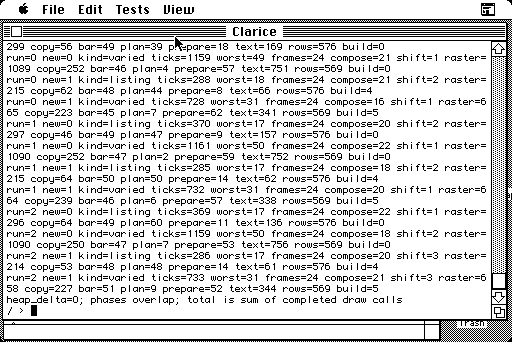 File Edit Tests View
Clarice
299 copy=56 bar=49 plan=39 prepare=18 text=169 rows=576 build=0
run=0 new=0 kind=varied ticks=1159 worst=49 frames=24 compose=21 shift=1 raster=
1089 copy=252 bar=46 plan=4 prepare=57 text=751 rows=569 build=0
run=0 new=1 kind=listing ticks=288 worst=18 frames=24 compose=21 shift=2 raster=
215 copy=62 bar=48 plan=44 prepare=8 text=66 rows=576 build=4
run=0 new=1 kind=varied ticks=728 worst=31 frames=24 compose=16 shift=1 raster=6
65 copy=223 bar=45 plan=7 prepare=62 text=341 rows=569 build=5
run=1 new=0 kind=listing ticks=370 worst=17 frames=24 compose=20 shift=2 raster=
297 copy=46 bar=49 plan=47 prepare=9 text=157 rows=576 build=0
run=1 new=0 kind=varied ticks=1161 worst=50 frames=24 compose=22 shift=1 raster=
1090 copy=252 bar=47 plan=2 prepare=59 text=752 rows=569 build=0
run=1 new=1 kind=listing ticks=285 worst=17 frames=24 compose=18 shift=2 raster=
215 copy=64 bar=50 plan=50 prepare=14 text=62 rows=576 build=4
run=1 new=1 kind=varied ticks=732 worst=31 frames=24 compose=20 shift=1 raster=6
64 copy=239 bar=46 plan=6 prepare=57 text=338 rows=569 build=5
run=2 new=0 kind=listing ticks=369 worst=17 frames=24 compose=22 shift=1 raster=
296 copy=64 bar=49 plan=60 prepare=11 text=136 rows=576 build=0
run=2 new=0 kind=varied ticks=1159 worst=50 frames=24 compose=18 shift=2 raster=
1090 copy=250 bar=47 plan=7 prepare=53 text=756 rows=569 build=0
run=2 new=1 kind=listing ticks=286 worst=17 frames=24 compose=20 shift=3 raster=
214 copy=53 bar=48 plan=48 prepare=14 text=61 rows=576 build=4
run=2 new=1 kind=varied ticks=733 worst=31 frames=24 compose=21 shift=3 raster=6
58 copy=227 bar=51 plan=9 prepare=52 text=344 rows=569 build=5
heap_delta=0; phases overlap; total is sum of completed draw calls
/ >
Trash